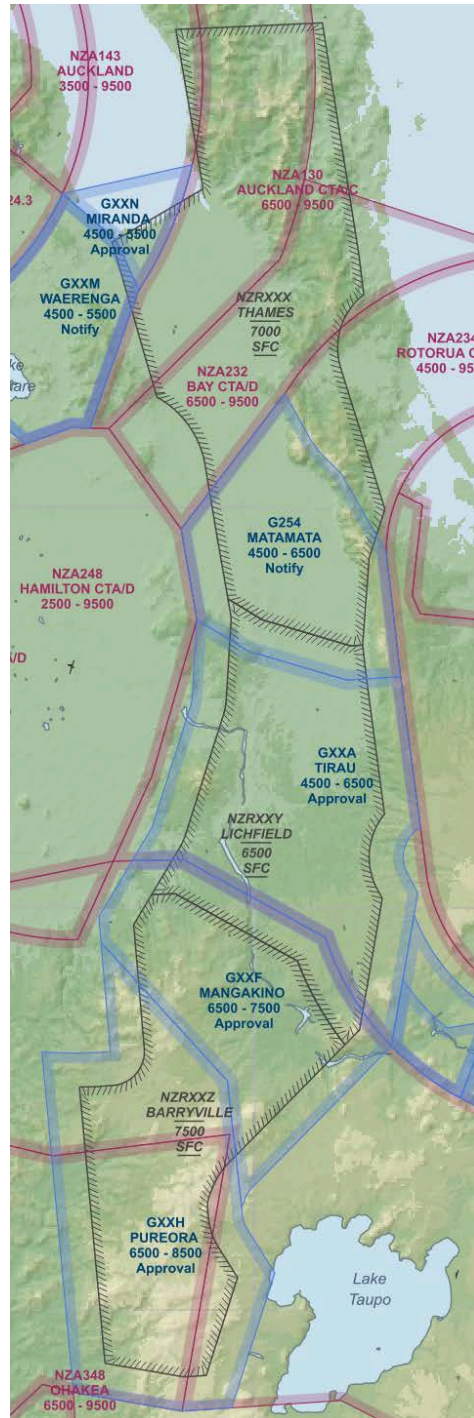 NZA143
AUCKLAND
3500 - 9500
NZA130
AUCKLAND CTA/C
6500 - 9500
24.3
GXXN
MIRANDA
4500 - 5500
Approval
GXXM
WAERENGA
4500 - 5500
Notify
NZRXXX
THAMES
7000
SFC
NZA234
ROTORUA C
4500 - 95
NZA232
BAY CTA/D
6500 - 9500
G254
MATAMATA
4500 - 6500
Notify
NZA248
HAMILTON CTA/D
2500 - 9500
A/D
GXXA
TIRAU
4500 - 6500
Approval
NZRXXY
LICHFIELD
6500
SFC
GXXF
MANGAKINO
6500 - 7500
Approval
NZRXXZ
BARRYVILLE
7500
SFC
GXXH
PUREORA
6500 - 8500
Approval
Lake
Taupo
NZA348
OHAKEA
6500 - 9500